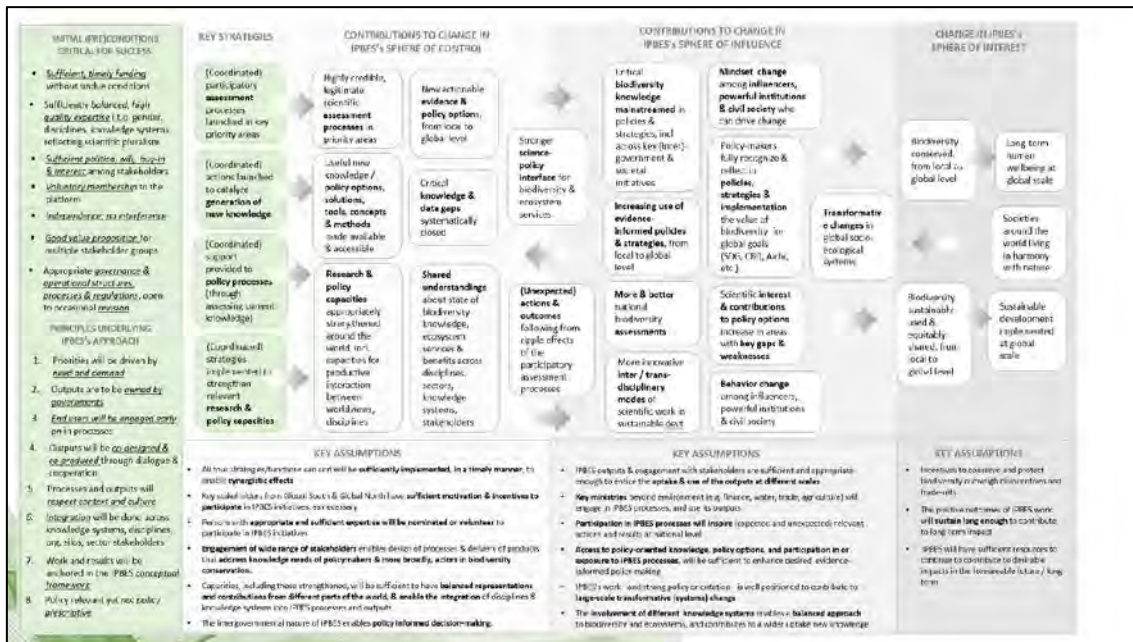 INITIAL (PRE)CONDITIONS
CRITICAL FOR SUCCESS
• Sufficient, timely funding
without undue conditions
• Sufficiently balanced, high
quality expertise i.t.o. gender,
disciplines, knowledge systems
reflecting scientific pluralism
• Sufficient political will, buy-in
& interest among stakeholders
• Voluntary membership to the
platform
• Independence; no interference
• Good value proposition for
multiple stakeholder groups
• Appropriate governance &
operational structures,
processes & regulations, open
to occasional revision
PRINCIPLES UNDERLYING
IPBES's APPROACH
1. Priorities will be driven by
need and demand
2. Outputs are to be owned by
governments
3. End users will be engaged early
on in processes
4. Outputs will be co-designed &
co-produced through dialogue &
cooperation
5. Processes and outputs will
respect context and culture
6. Integration will be done across
knowledge systems, disciplines,
org. silos, sector stakeholders
7. Work and results will be
anchored in the IPBES conceptual
framework
8. Policy relevant yet not policy
prescriptive
KEY STRATEGIES
(Coordinated)
participatory
assessment
processes
launched in key
priority areas
(Coordinated)
actions launched
to catalyze
generation of
new knowledge
(Coordinated)
support
provided to
policy processes
(through
assessing current
knowledge)
(Coordinated)
strategies
implemented to
strengthen
relevant
research &
policy capacities
CONTRIBUTIONS TO CHANGE IN
IPBES's SPHERE OF CONTROL
Highly credible,
legitimate
scientific
assessment
processes in
priority areas
New actionable
evidence &
policy options,
from local to
global level
Useful new
knowledge /
policy options,
solutions,
tools, concepts
& methods
made available
& accessible
Critical
knowledge &
data gaps
systematically
closed
Research &
policy
capacities
appropriately
strengthened
around the
world, incl.
capacities for
productive
interaction
between
worldviews,
disciplines
Shared
understandings
about state of
biodiversity
knowledge,
ecosystem
services &
benefits across
disciplines,
sectors,
knowledge
systems,
stakeholders
Stronger
science-
policy
interface for
biodiversity &
ecosystem
services
(Unexpected)
actions &
outcomes
following from
ripple effects
of the
participatory
assessment
processes
CONTRIBUTIONS TO CHANGE IN
IPBES's SPHERE OF INFLUENCE
Critical
biodiversity
knowledge
mainstreamed in
policies &
strategies, incl
across key (inter)-
government &
societal
initiatives
Mindset change
among influencers,
powerful institutions
& civil society who
can drive change
Increasing use of
evidence-
informed policies
& strategies, from
local to global
level
Policy-makers
fully recognize &
reflect in
policies,
strategies &
implementation
the value of
biodiversity for
global goals
(SDG, CBD, Aichi,
etc.)
More & better
national
biodiversity
assessments
Scientific interest
& contributions
to policy options
increase in areas
with key gaps &
weaknesses
More innovative
inter / trans-
disciplinary
modes of
scientific work in
sustainable devt
Behavior change
among influencers,
powerful institutions
& civil society
Transformativ
e changes in
global socio-
ecological
systems
CHANGE IN IPBES's
SPHERE OF INTEREST
Biodiversity
conserved,
from local to
global level
Long term
human
wellbeing at
global scale
Societies
around the
world living in
harmony with
nature
Biodiversity
sustainably
used &
equitably
shared, from
local to
global level
Sustainable
development
implemented
at global
scale
KEY ASSUMPTIONS
– All four strategies/functions can and will be sufficiently implemented, in a timely manner, to
enable synergistic effects
– Key stakeholders from Global South & Global North have sufficient motivation & incentives to
participate in IPBES initiatives
– Persons with appropriate and sufficient expertise will be nominated or volunteer to
participate in IPBES initiatives
– Engagement of wide range of stakeholders enables design of processes & delivery of products
that address knowledge needs of policy-makers & more broadly, actors in biodiversity
conservation.
– Capacities, including those strengthened, will be sufficient to have balanced representations
and contributions from different parts of the world, & enable the integration of disciplines &
knowledge systems into IPBES processes and outputs
– The intergovernmental nature of IPBES enables policy informed decision-making.
KEY ASSUMPTIONS
– IPBES outputs & engagement with stakeholders are sufficient and appropriate
enough to entice the uptake & use of the outputs at different scales
– Key ministries beyond environment (e.g. finance, water, trade, agriculture) will
engage in IPBES processes, and use its outputs
– Participation in IPBES processes will inspire (expected and unexpected) relevant
actions and results at national level
– Access to policy-oriented knowledge, policy options, and participation in or
exposure to IPBES processes, will be sufficient to enable desired evidence-
informed policy making
– IPBES's work and strong policy orientation is well positioned to contribute to
large-scale transformative (systems) change
– The involvement of different knowledge systems enables a balanced approach
to biodiversity and ecosystems, and contributes to a wider uptake new knowledge
KEY ASSUMPTIONS
• Incentives to conserve and protect
biodiversity outweigh disincentives and
trade-offs
• The positive outcomes of IPBES work
will sustain long enough to contribute
to long term impact
• IPBES will have sufficient resources to
continue to contribute to desirable
impacts in the foreseeable future / long
term